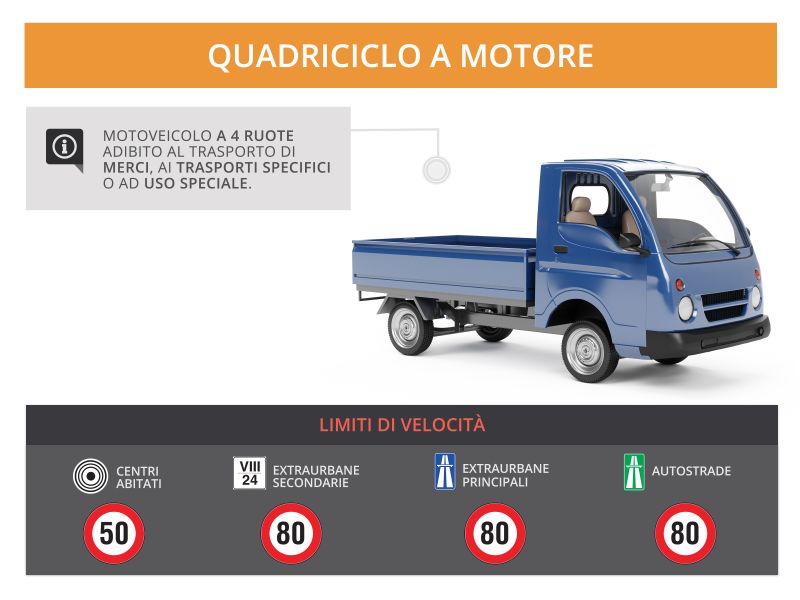 QUADRICICLO A MOTORE
MOTOVEICOLO A 4 RUOTE
ADIBITO AL TRASPORTO DI
MERCI, AI TRASPORTI SPECIFICI
O AD USO SPECIALE.
LIMITI DI VELOCITÀ
CENTRI
ABITATI
50
VIII
24
EXTRAURBANE
SECONDARIE
80
EXTRAURBANE
PRINCIPALI
80
AUTOSTRADE
80